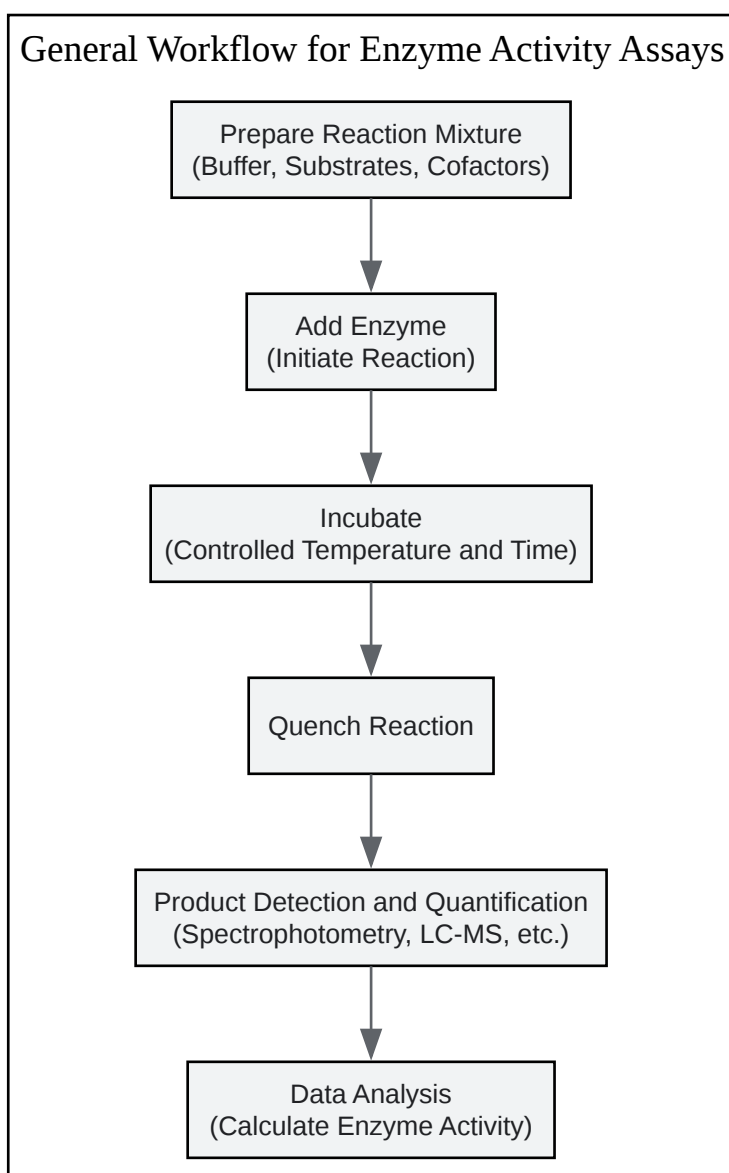 General Workflow for Enzyme Activity Assays
Prepare Reaction Mixture
(Buffer, Substrates, Cofactors)
Add Enzyme
(Initiate Reaction)
Incubate
(Controlled Temperature and Time)
Quench Reaction
Product Detection and Quantification
(Spectrophotometry, LC-MS, etc.)
Data Analysis
(Calculate Enzyme Activity)